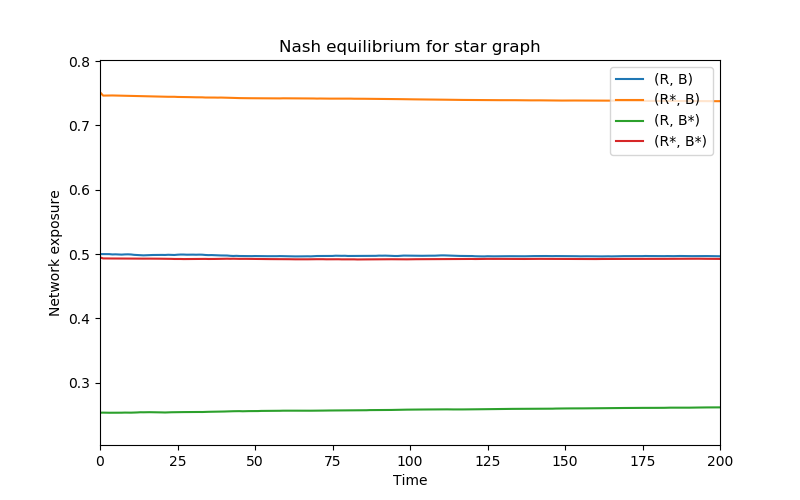 Nash equilibrium for star graph
0.8
0.7
0.6
0.5
0.4
0.3
Network exposure
(R, B)
(R*, B)
(R, B*)
(R*, B*)
0 25 50 75 100 125 150 175 200
Time